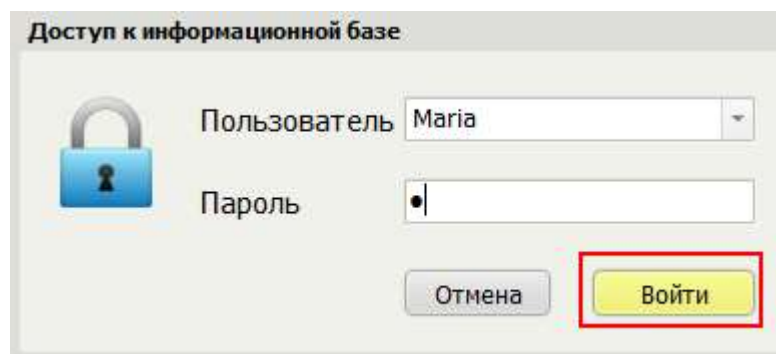 Доступ к информационной базе
Пользователь Maria
Пароль •
Отмена Войти